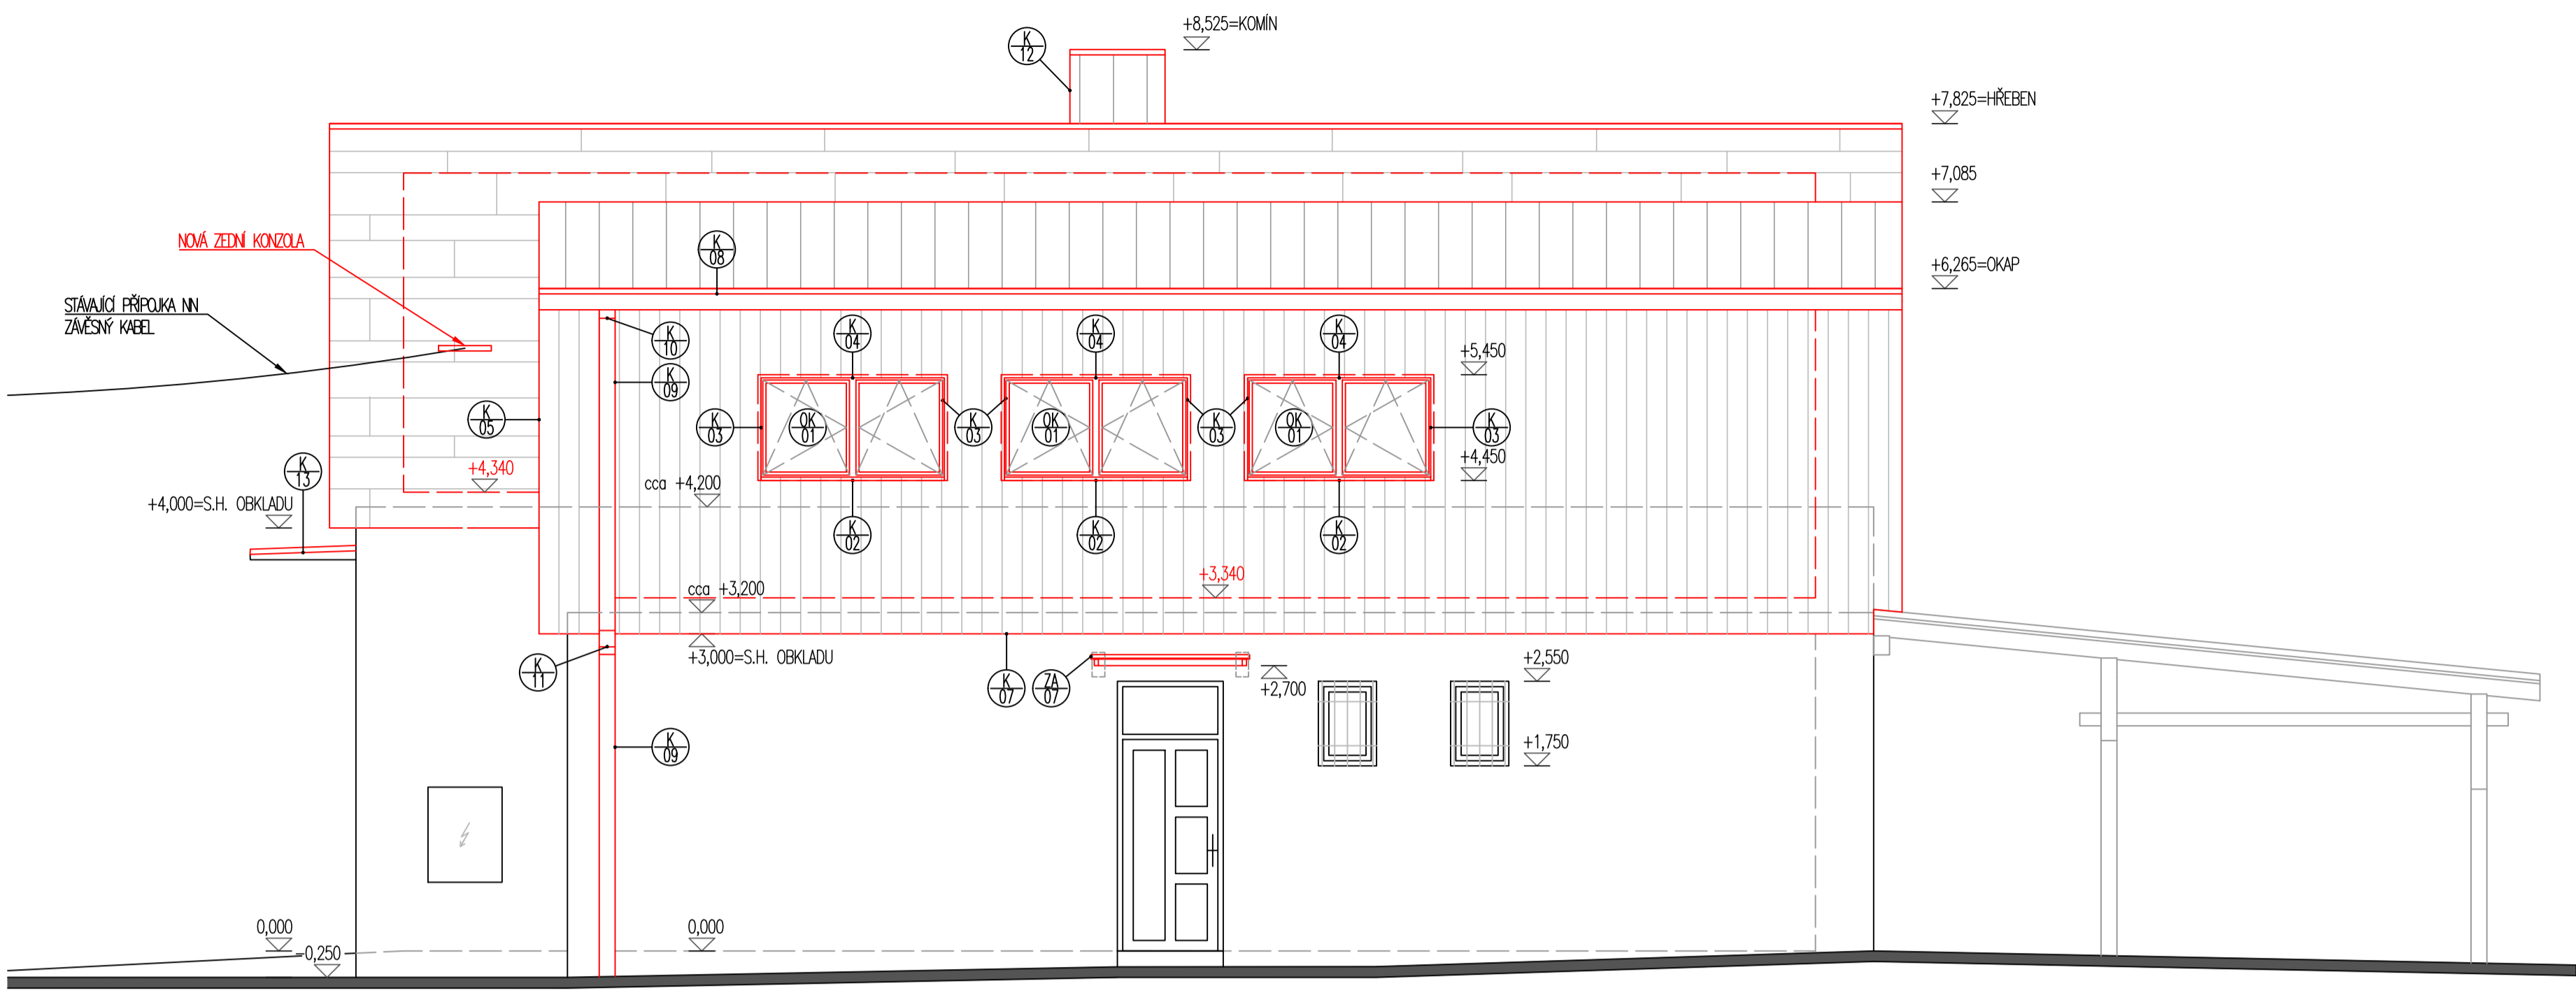 +8,525=KOMÍN
K
12
+7,825=HŘEBEN
+7,085
NOVÁ ZEDNÍ KONZOLA
K
08
+6,265=OKAP
STÁVAJÍCÍ PŘÍPOJKA NN
ZÁVĚSNÝ KABEL
K
10
K
04
K
04
K
04
+5,450
K
09
K
05
K
03
OK
01
K
03
OK
01
K
03
OK
01
K
03
+4,340
+4,450
K
13
cca +4,200
+4,000=S.H. OBKLADU
K
02
K
02
K
02
+3,340
cca +3,200
+3,000=S.H. OBKLADU
K
11
K
07
ZA
07
+2,700
+2,550
K
09
+1,750
0,000
0,000
-0,250